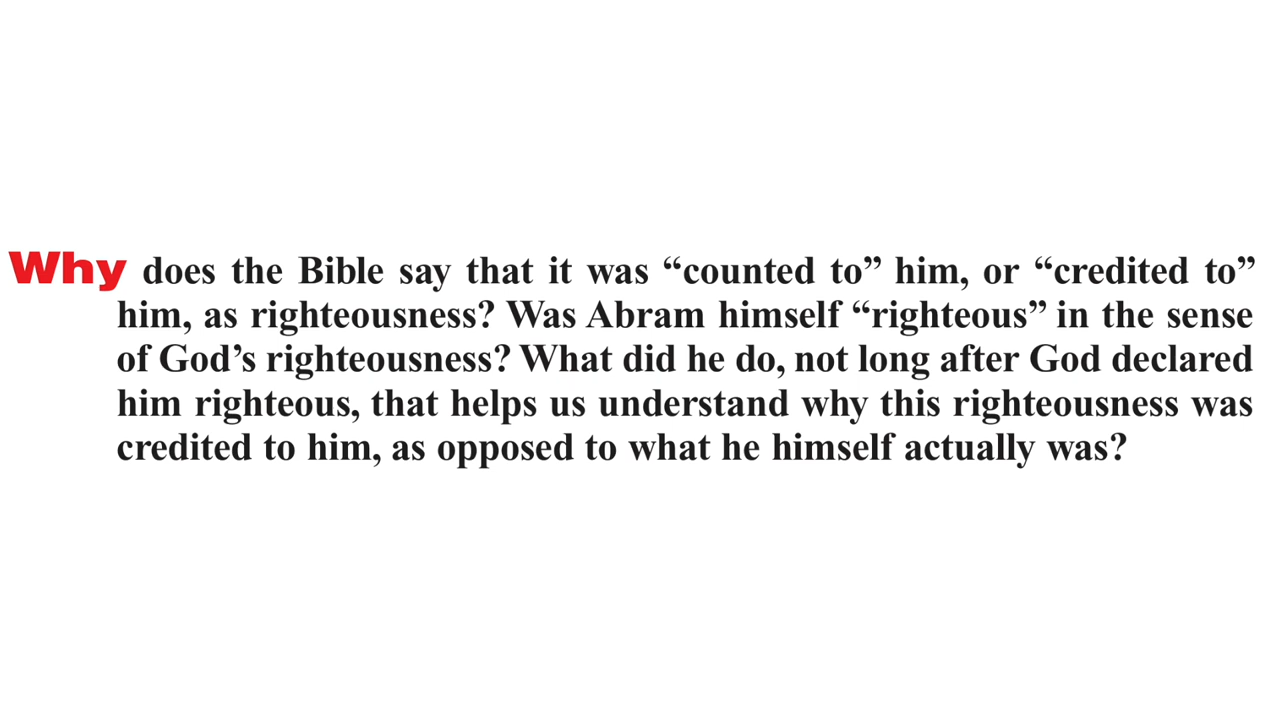 Why does the Bible say that it was “counted to” him, or “credited to”
him, as righteousness? Was Abram himself “righteous” in the sense
of God’s righteousness? What did he do, not long after God declared
him righteous, that helps us understand why this righteousness was
credited to him, as opposed to what he himself actually was?